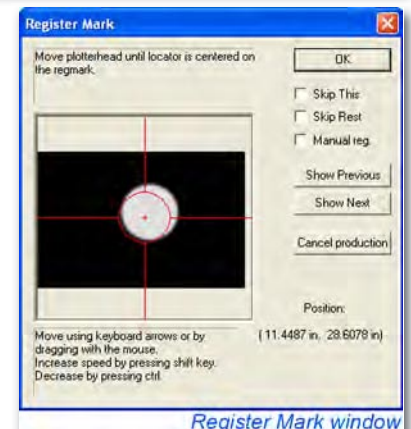 Register Mark
Move plotterhead until locator is centered on
the regmark.
OK
Skip This
Skip Rest
Manual reg.
Show Previous
Show Next
Cancel production
Position:
(11.4487 in, 28.6078 in)
Move using keyboard arrows or by
dragging with the mouse.
Increase speed by pressing shift key.
Decrease by pressing ctrl.
Register Mark window